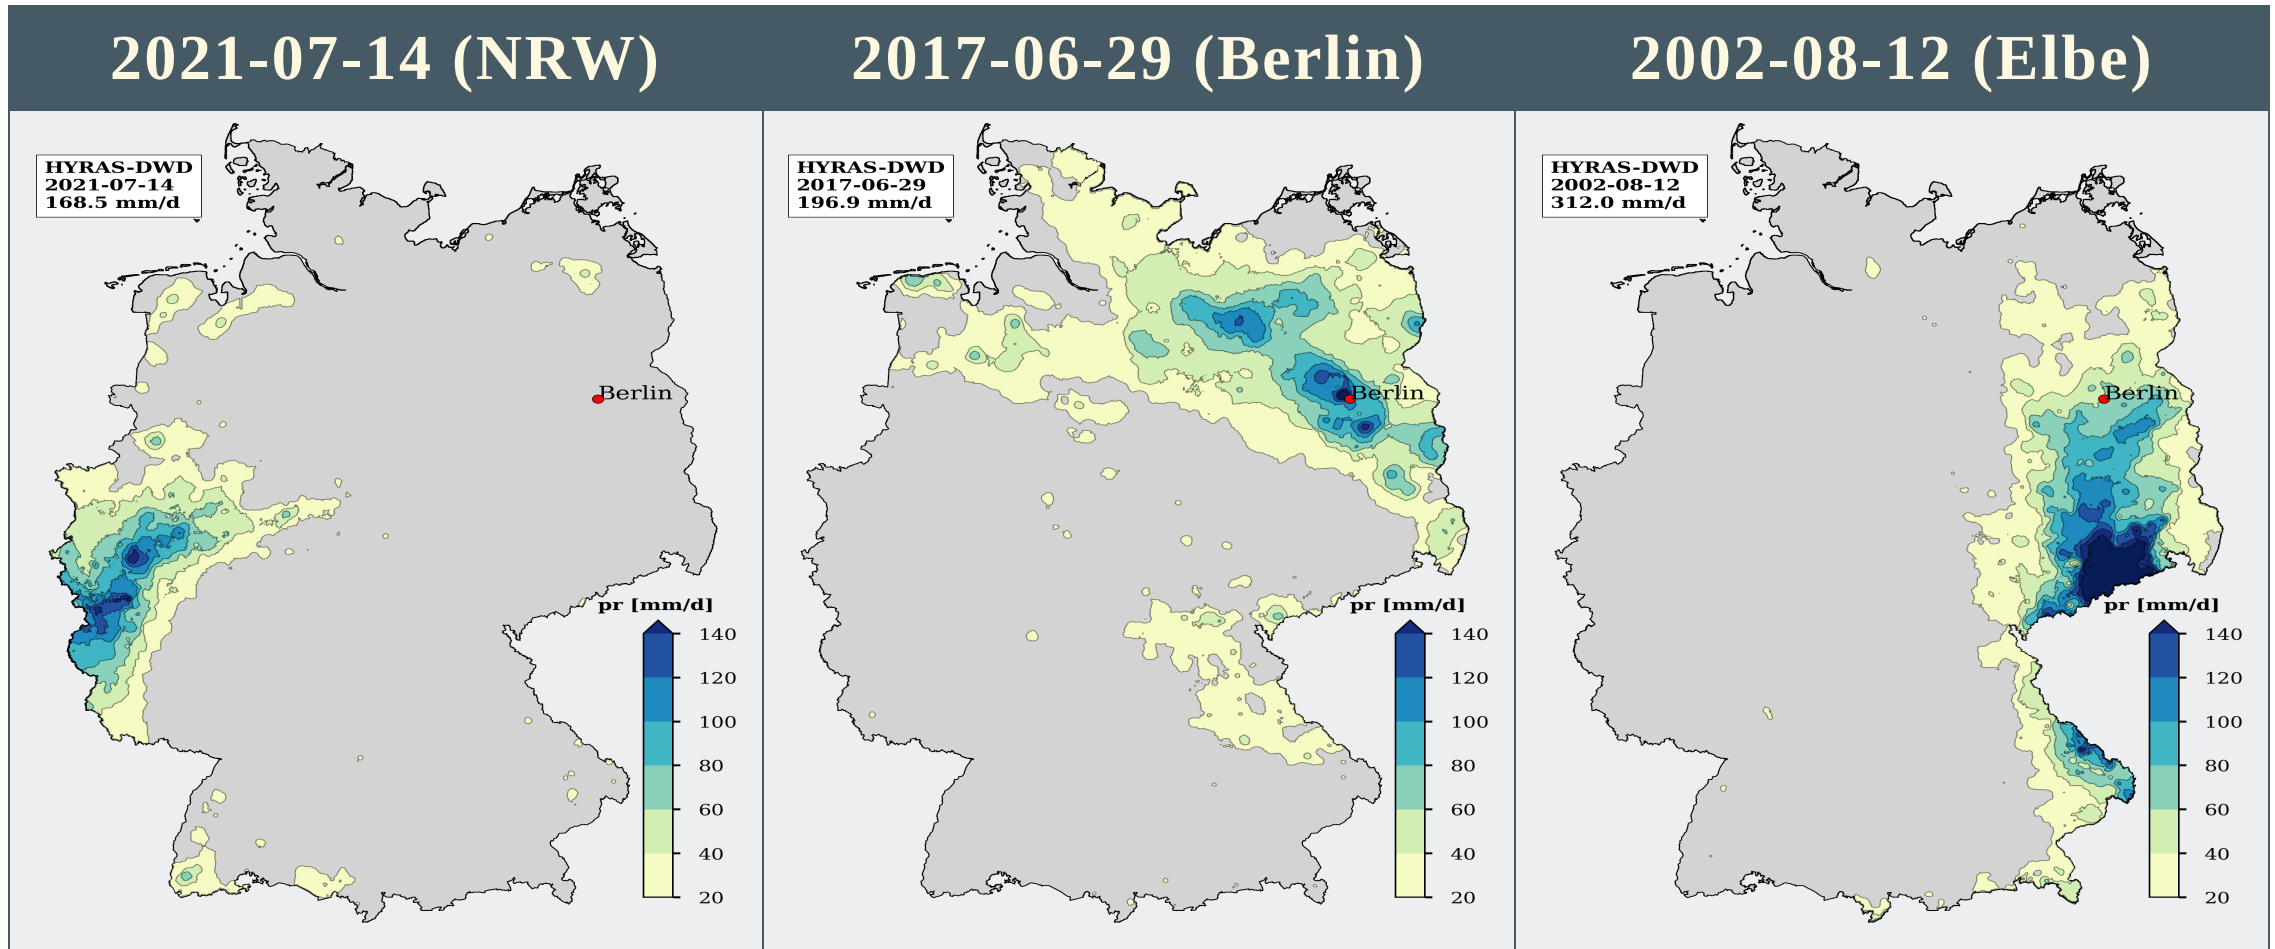 2021-07-14 (NRW)
2017-06-29 (Berlin)
2002-08-12 (Elbe)
HYRAS-DWD
2021-07-14
168.5 mm/d
Berlin
pr [mm/d]
140
120
100
80
60
40
20
HYRAS-DWD
2017-06-29
196.9 mm/d
Berlin
pr [mm/d]
140
120
100
80
60
40
20
HYRAS-DWD
2002-08-12
312.0 mm/d
Berlin
pr [mm/d]
140
120
100
80
60
40
20